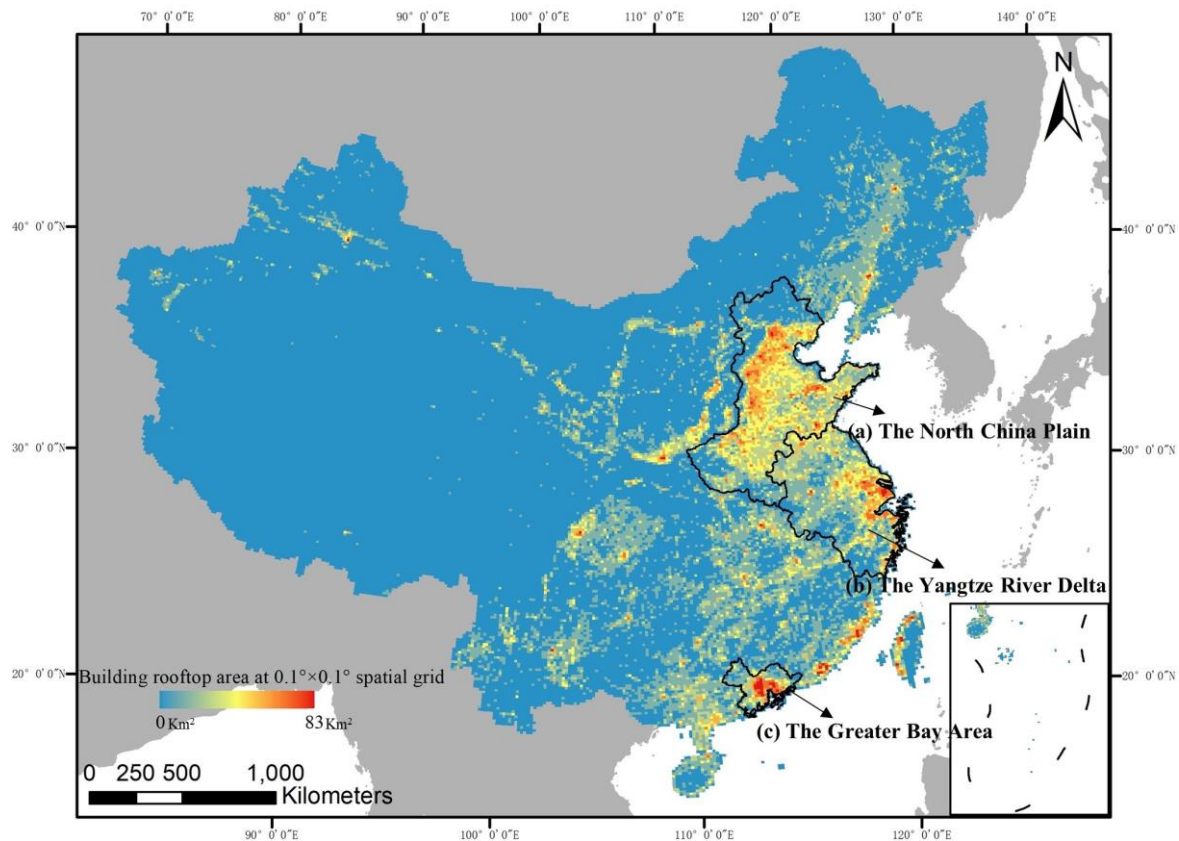 70° 0' 0"E 80° 0' 0"E 90° 0' 0"E 100° 0' 0"E 110° 0' 0"E 120° 0' 0"E 130° 0' 0"E 140° 0' 0"E
N
40° 0' 0"N 40° 0' 0"N
(a) The North China Plain
30° 0' 0"N 30° 0' 0"N
(b) The Yangtze River Delta
20° 0' 0"N 20° 0' 0"N
Building rooftop area at 0.1°×0.1° spatial grid
0 Km² 83 Km²
(c) The Greater Bay Area
0 250 500 1,000
Kilometers
90° 0' 0"E 100° 0' 0"E 110° 0' 0"E 120° 0' 0"E